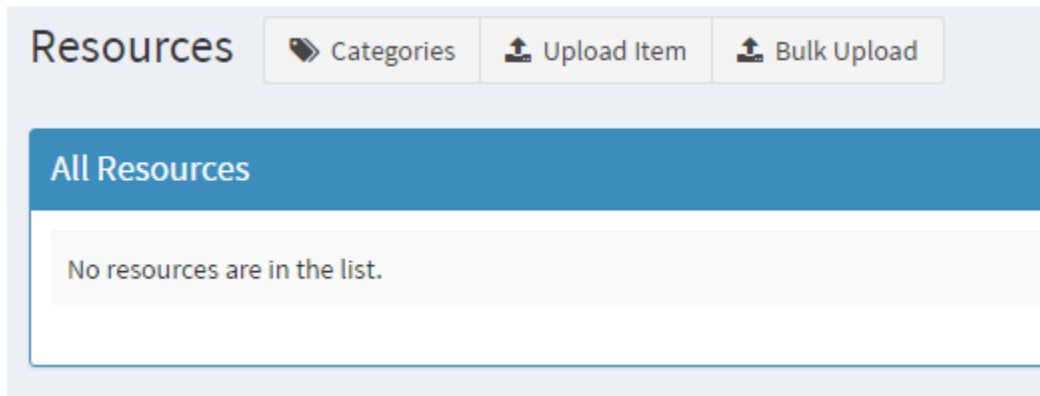 Resources Categories Upload Item Bulk Upload
All Resources
No resources are in the list.